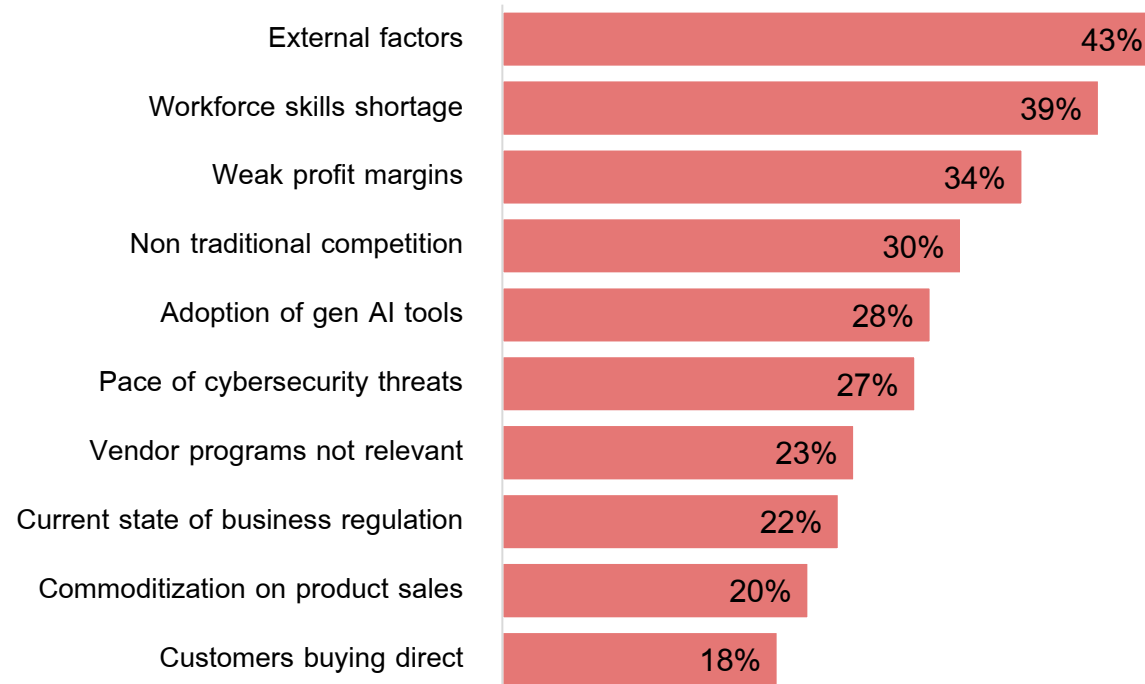 External factors 43%
Workforce skills shortage 39%
Weak profit margins 34%
Non traditional competition 30%
Adoption of gen AI tools 28%
Pace of cybersecurity threats 27%
Vendor programs not relevant 23%
Current state of business regulation 22%
Commoditization on product sales 20%
Customers buying direct 18%